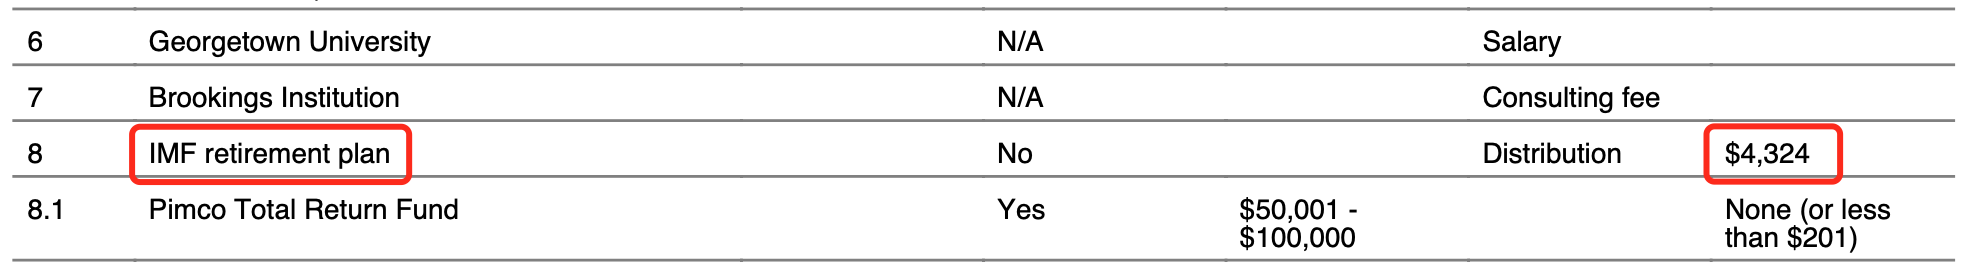 6 Georgetown University N/A Salary
7 Brookings Institution N/A Consulting fee
8 IMF retirement plan No Distribution $4,324
8.1 Pimco Total Return Fund Yes $50,001 - None (or less
$100,000 than $201)